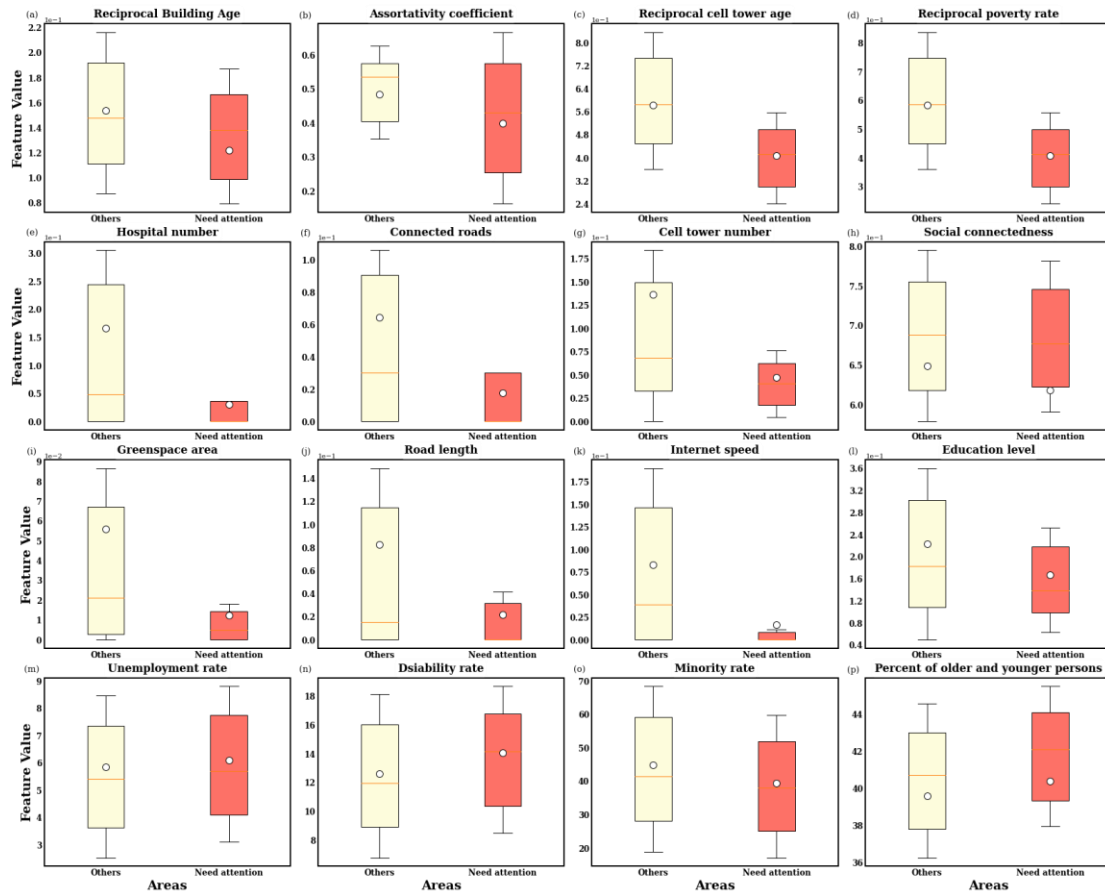 (a) Reciprocal Building Age
1e−1
2.2
2.0
1.8
1.6
1.4
1.2
1.0
0.8
Feature Value
Others Need attention
(b) Assortativity coefficient
0.6
0.5
0.4
0.3
0.2
Others Need attention
(c) Reciprocal cell tower age
1e−1
8.0
7.2
6.4
5.6
4.8
4.0
3.2
2.4
Others Need attention
(d) Reciprocal poverty rate
1e−1
8
7
6
5
4
3
Others Need attention
(e) Hospital number
3.0
2.5
2.0
1.5
1.0
0.5
0.0
Feature Value
Others Need attention
(f) Connected roads
1e−1
1.0
0.8
0.6
0.4
0.2
0.0
Others Need attention
(g) Cell tower number
1e−1
1.75
1.50
1.25
1.00
0.75
0.50
0.25
0.00
Others Need attention
(h) Social connectedness
1e−1
8.0
7.5
7.0
6.5
6.0
Others Need attention
(i) Greenspace area
1e−2
9
8
7
6
5
4
3
2
1
0
Feature Value
Others Need attention
(j) Road length
1e−1
1.4
1.2
1.0
0.8
0.6
0.4
0.2
0.0
Others Need attention
(k) Internet speed
1e−1
1.75
1.50
1.25
1.00
0.75
0.50
0.25
0.00
Others Need attention
(l) Education level
1e−1
3.6
3.2
2.8
2.4
2.0
1.6
1.2
0.8
0.4
Others Need attention
(m) Unemployment rate
9
8
7
6
5
4
3
Feature Value
Others Need attention
Areas
(n) Dsiability rate
18
16
14
12
10
8
Others Need attention
Areas
(o) Minority rate
70
60
50
40
30
20
Others Need attention
Areas
(p) Percent of older and younger persons
44
42
40
38
36
Others Need attention
Areas